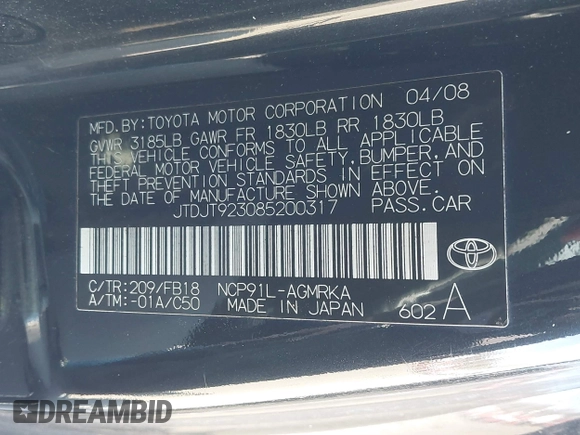 MFD.BY:TOYOTA MOTOR CORPORATION 04/08
GVWR 3185LB GAWR FR 1830LB RR 1830LB
THIS VEHICLE CONFORMS TO ALL APPLICABLE
FEDERAL MOTOR VEHICLE SAFETY,BUMPER,AND
THEFT PREVENTION STANDARDS IN EFFECT ON
THE DATE OF MANUFACTURE SHOWN ABOVE.
JTDJT923085200317 PASS.CAR
C/TR:209/FB18 NCP91L-AGMRKA
A/TM:-01A/C50 MADE IN JAPAN 602 A
DREAMBID